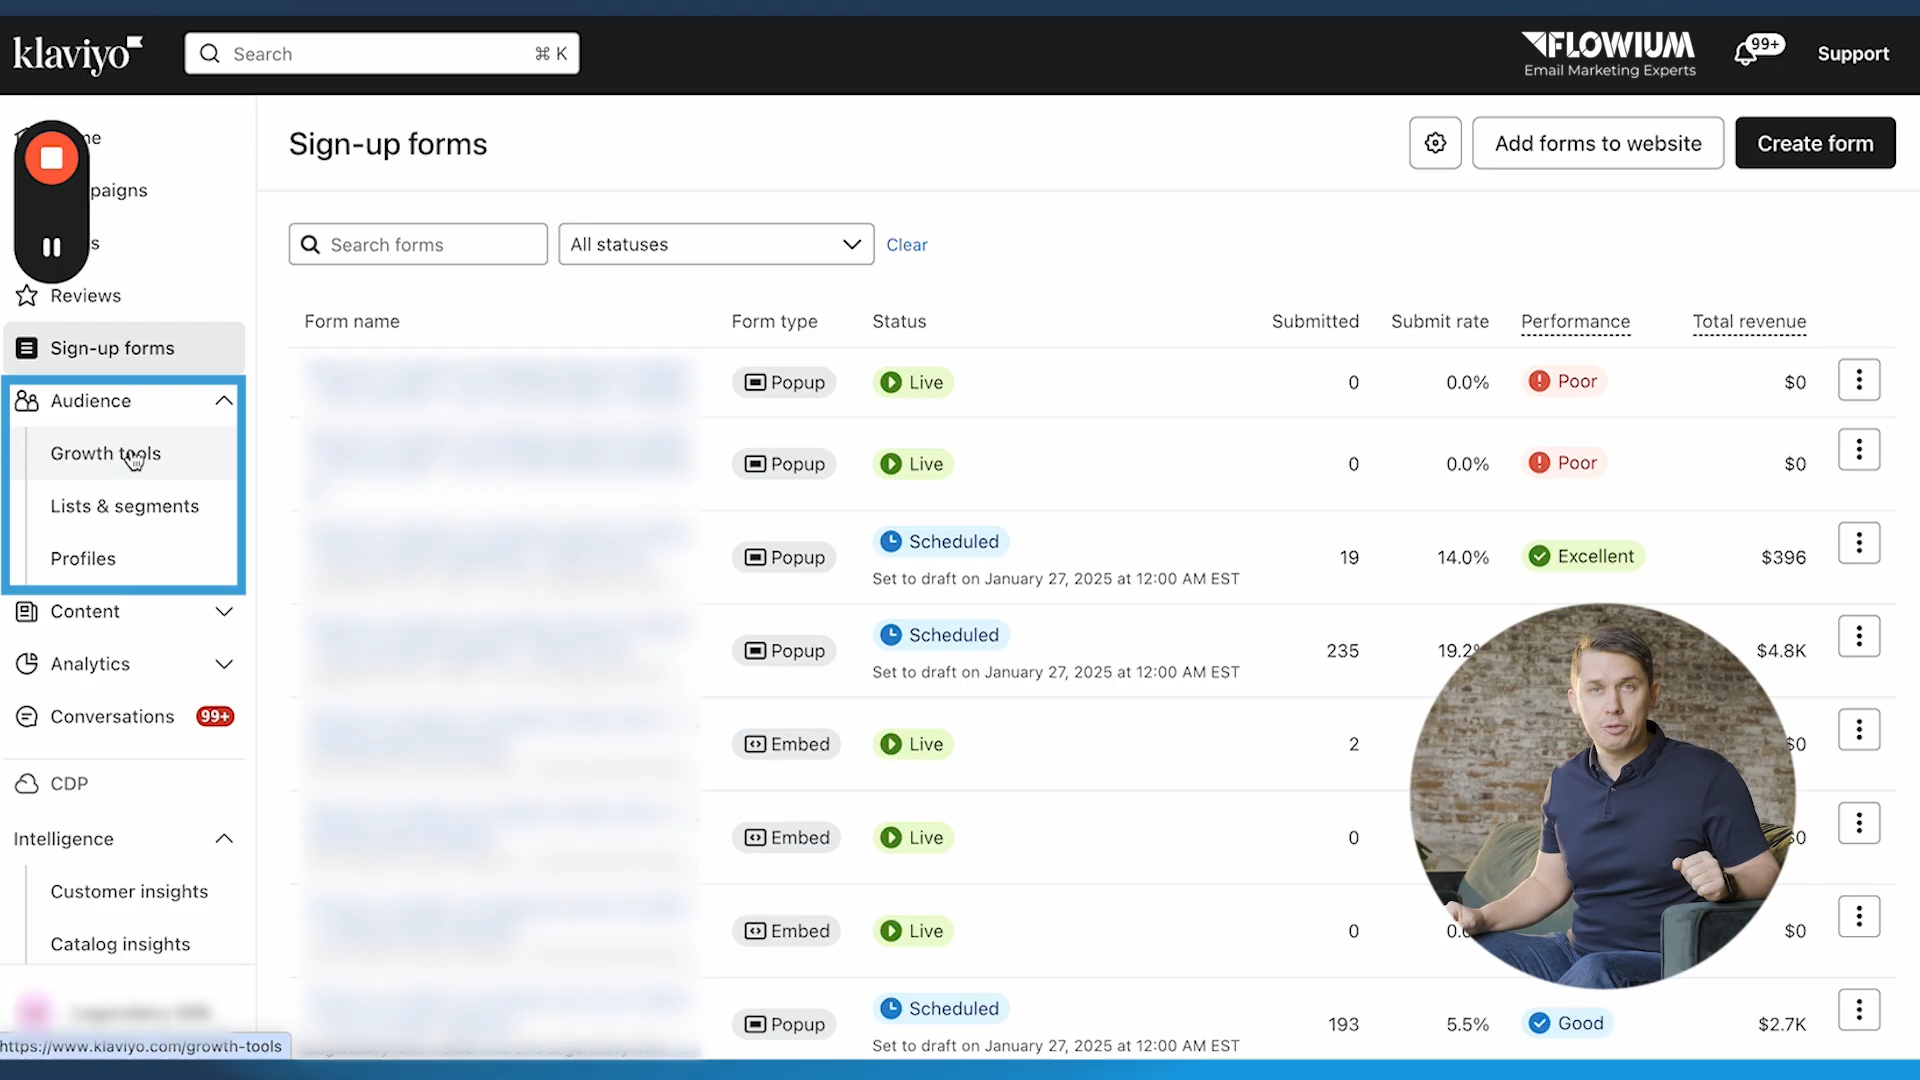 klaviyo
Search
⌘ K
FLOWIUM
Email Marketing Experts
99+
Support
Sign-up forms
Add forms to website
Create form
Search forms
All statuses
Clear
Reviews
Sign-up forms
Audience
Growth tools
Lists & segments
Profiles
Content
Analytics
Conversations 99+
CDP
Intelligence
Customer insights
Catalog insights
https://www.klaviyo.com/growth-tools
Form name Form type Status Submitted Submit rate Performance Total revenue
Popup Live 0 0.0% Poor $0
Popup Live 0 0.0% Poor $0
Popup Scheduled 19 14.0% Excellent $396
Set to draft on January 27, 2025 at 12:00 AM EST
Popup Scheduled 235 19.2% $4.8K
Set to draft on January 27, 2025 at 12:00 AM EST
Embed Live 2 $0
Embed Live 0 $0
Embed Live 0 $0
Popup Scheduled 193 5.5% Good $2.7K
Set to draft on January 27, 2025 at 12:00 AM EST